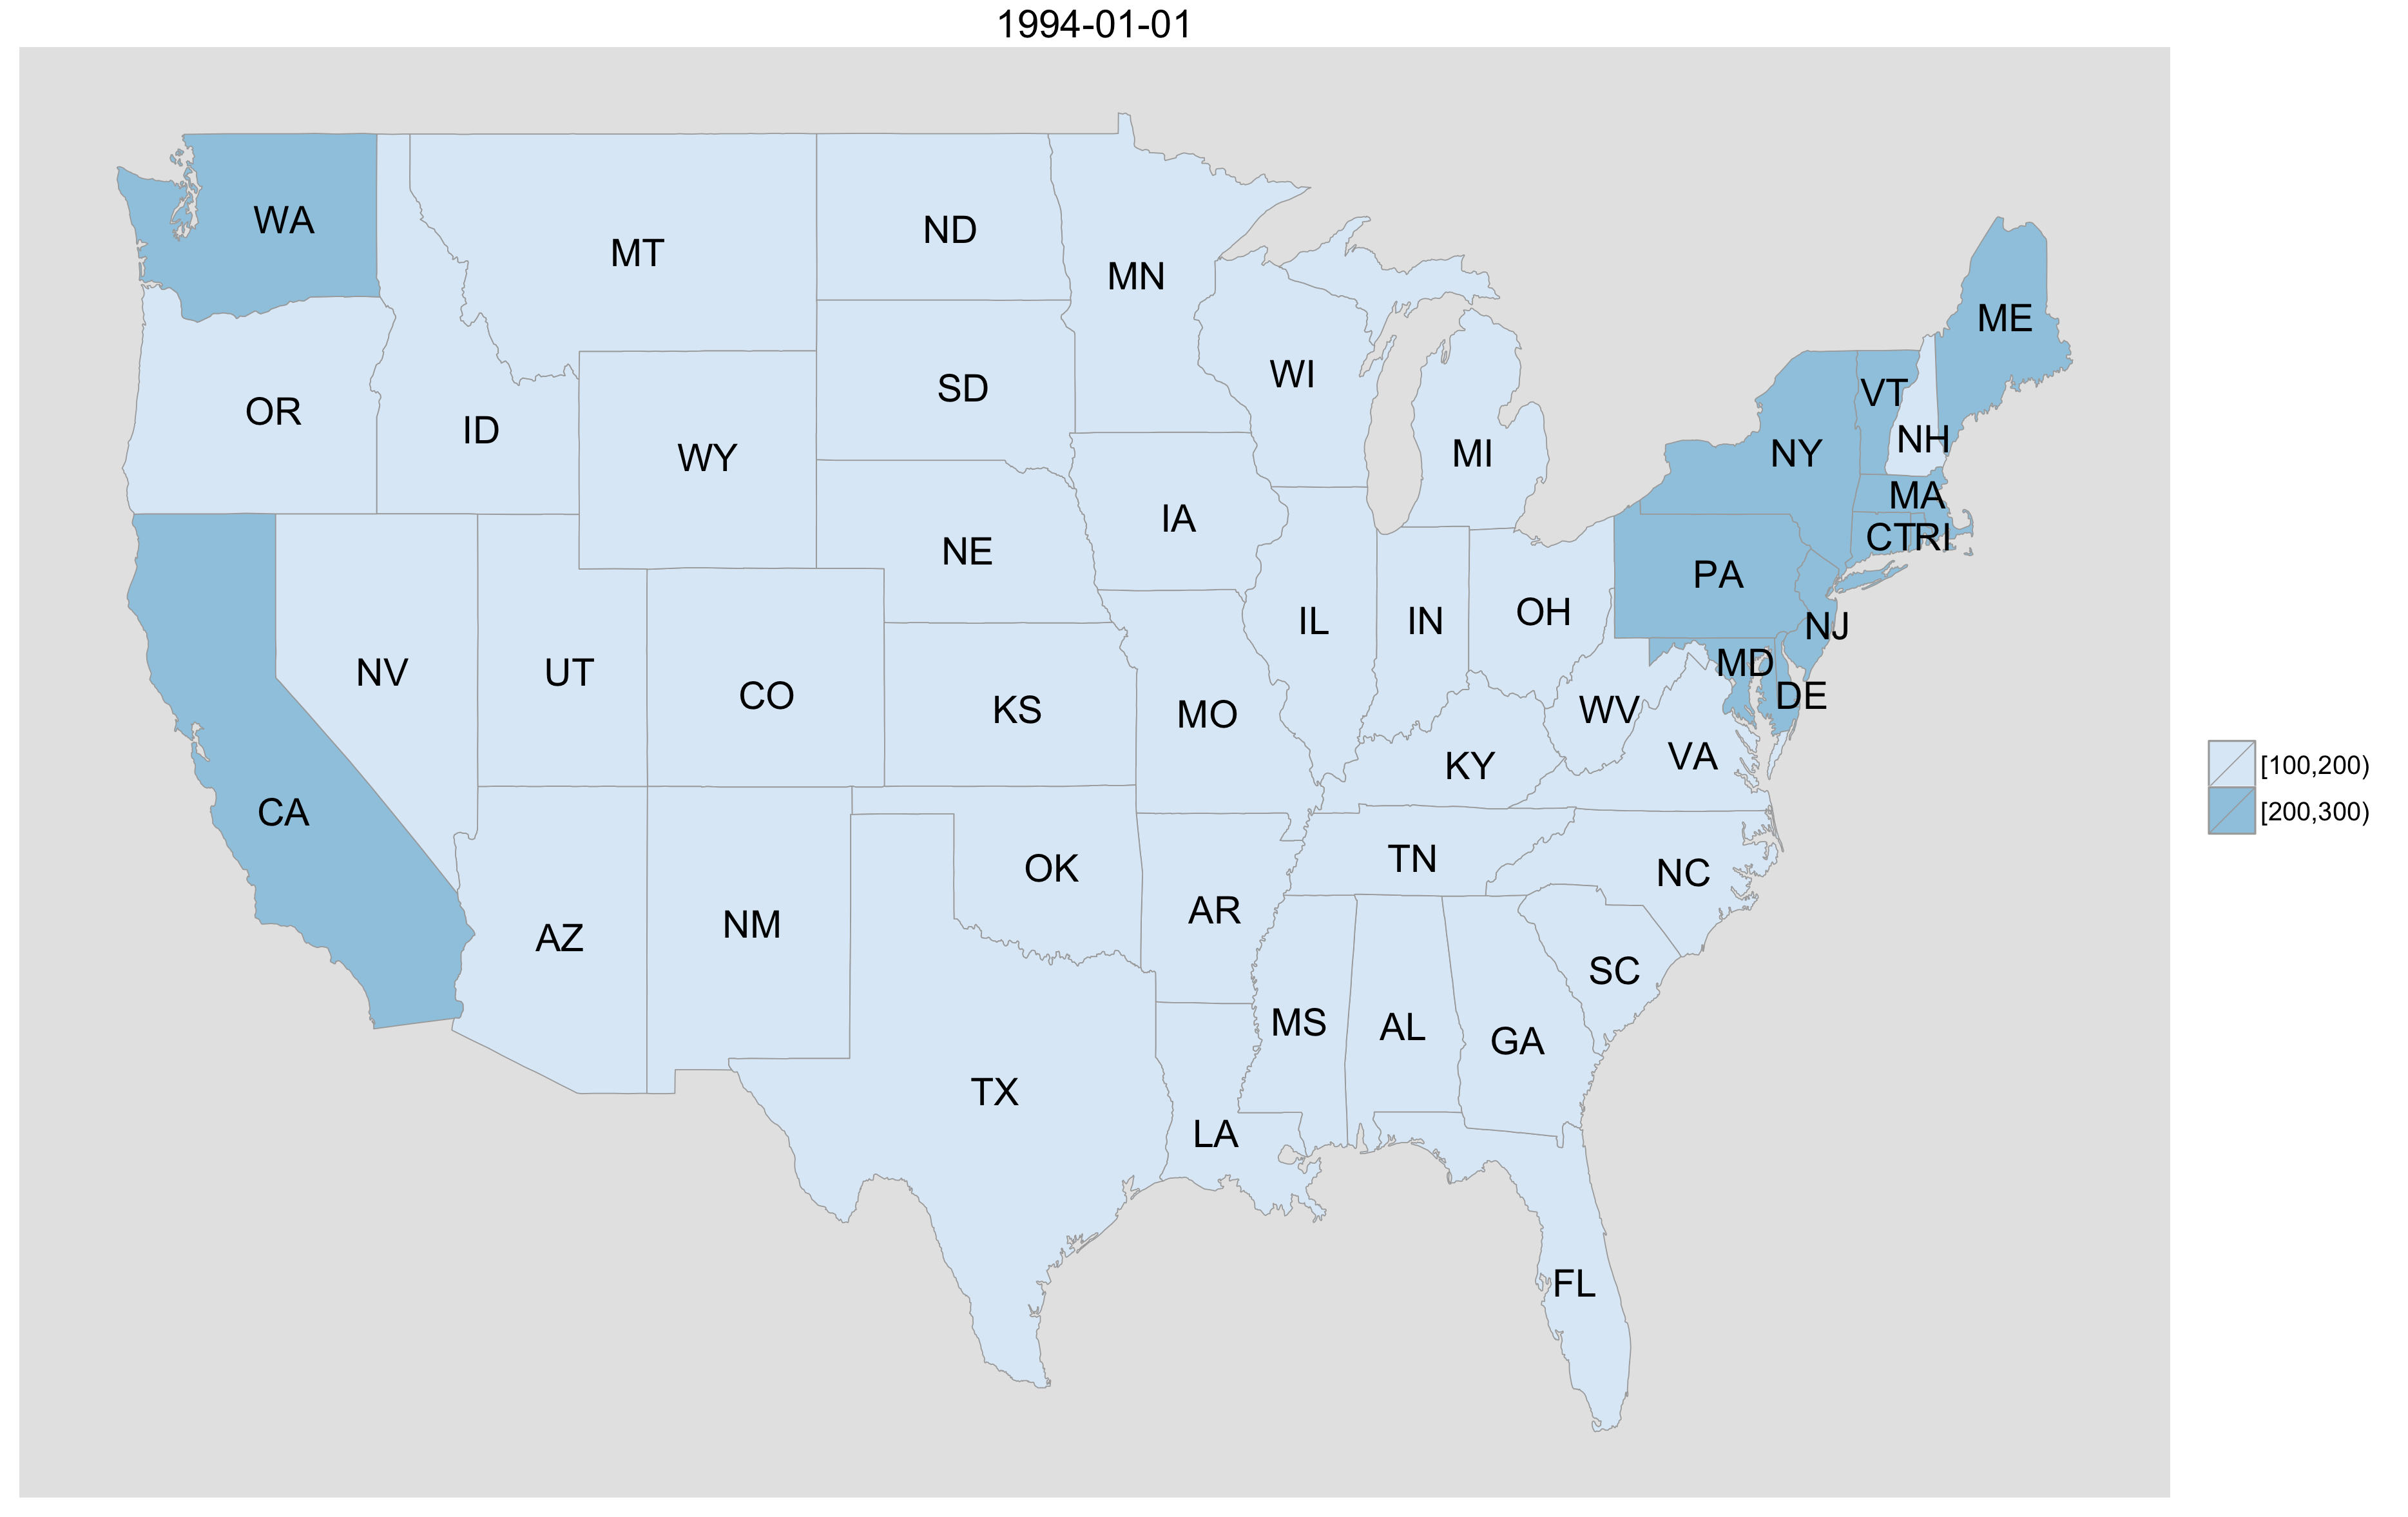 1994-01-01
WA
MT
ND
MN
ME
OR
ID
WY
SD
WI
MI
NY
VT
NH
MA
CT
RI
IA
NE
PA
NJ
NV
UT
CO
KS
MO
IL
IN
OH
WV
MD
DE
VA
KY
CA
[100,200)
[200,300)
AZ
NM
OK
AR
TN
NC
SC
MS
AL
GA
TX
LA
FL